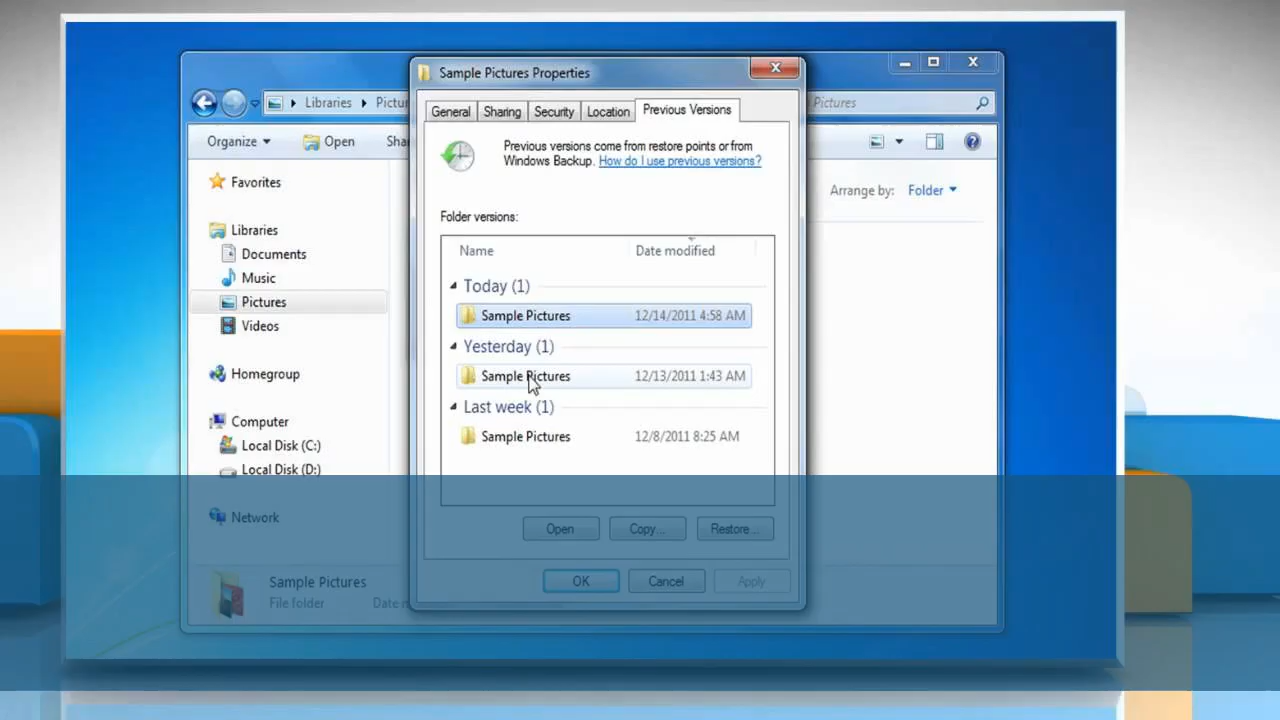 Sample Pictures Properties
Libraries
Pictur
Pictures
General
Sharing
Security
Location
Previous Versions
Organize
Open
Sha
Previous versions come from restore points or from
Windows Backup. How do I use previous versions?
Arrange by: Folder
Favorites
Libraries
Documents
Music
Pictures
Videos
Homegroup
Computer
Local Disk (C:)
Local Disk (D:)
Network
Folder versions:
Name Date modified
Today (1)
Sample Pictures 12/14/2011 4:58 AM
Yesterday (1)
Sample Pictures 12/13/2011 1:43 AM
Last week (1)
Sample Pictures 12/8/2011 8:25 AM
Open Copy... Restore...
OK Cancel Apply
Sample Pictures
File folder Date m